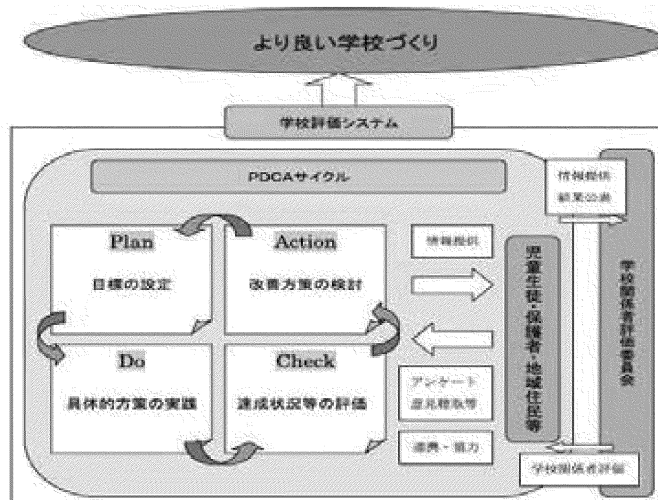 より良い学校づくり
学校評価システム
PDCAサイクル
情報提供
結果公表
Plan
目標の設定
Action
改善方策の検討
情報提供
児童生徒・保護者・地域住民等
学校関係者評価委員会
Do
具体的方策の実践
Check
達成状況等の評価
アンケート
意見聴取等
連携・協力
学校関係者評価